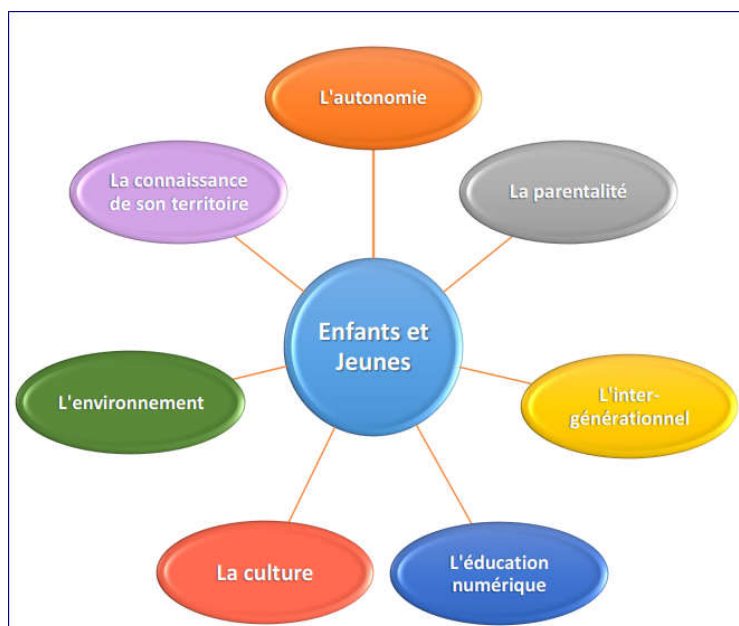 L'autonomie
La connaissance
de son territoire
La parentalité
Enfants et
Jeunes
L'environnement
L'inter-
générationnel
La culture
L'éducation
numérique